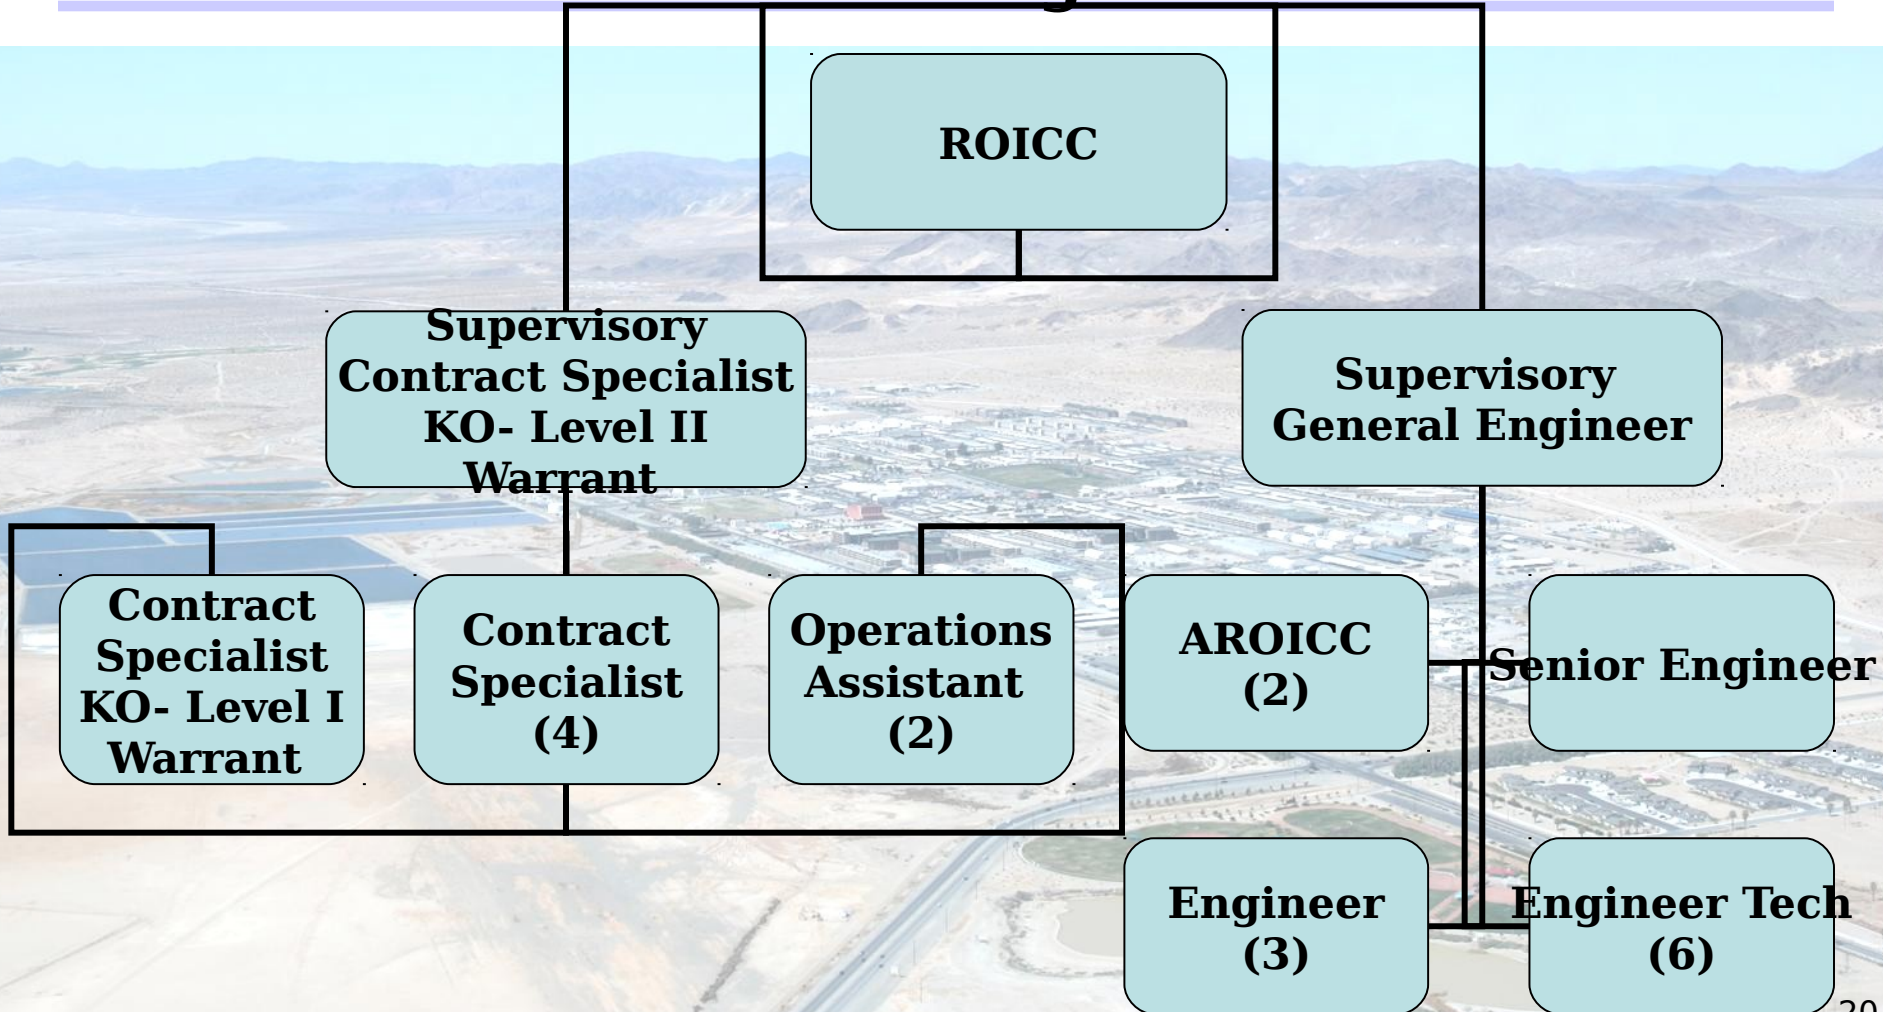 ROICC
Supervisory
Contract Specialist
KO- Level II
Warrant
Supervisory
General Engineer
Contract
Specialist
KO- Level I
Warrant
Contract
Specialist
(4)
Operations
Assistant
(2)
AROICC
(2)
Senior Engineer
Engineer
(3)
Engineer Tech
(6)
20